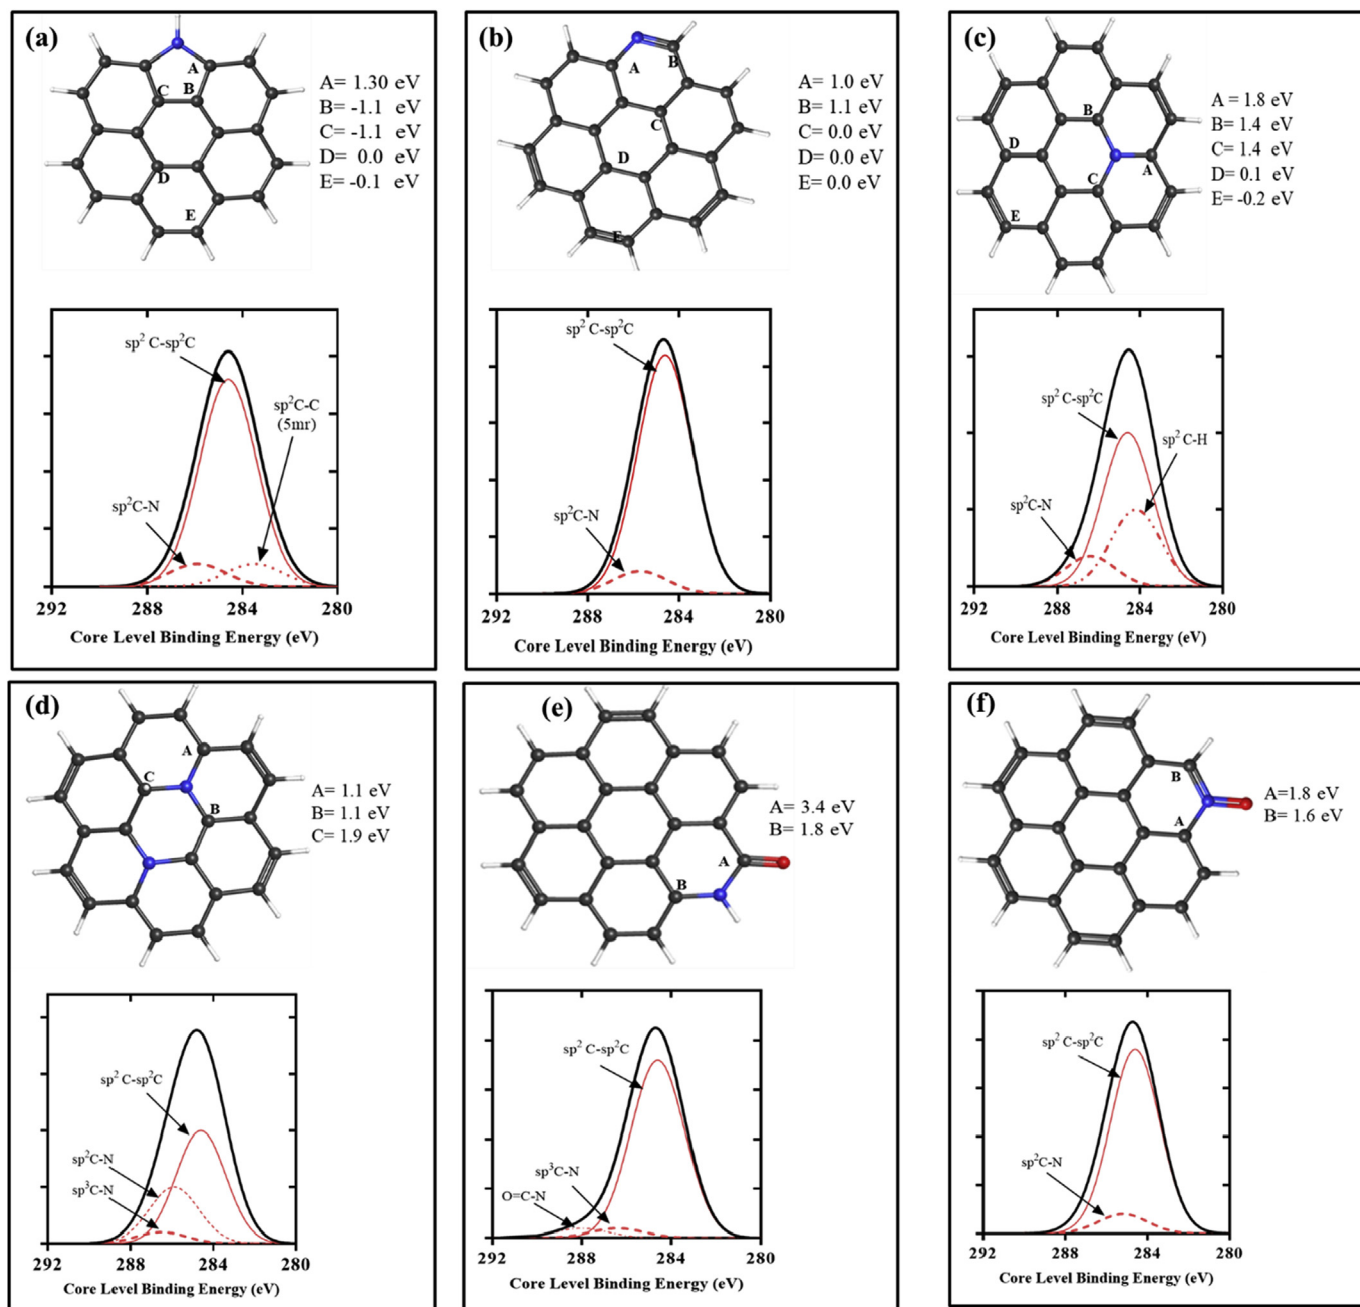 (a)
A
C B
D
E
A= 1.30 eV
B= -1.1 eV
C= -1.1 eV
D= 0.0 eV
E= -0.1 eV
sp² C-sp²C
sp²C-C
(5mr)
sp²C-N
292 288 284 280
Core Level Binding Energy (eV)
(b)
A B
C
D
E
A= 1.0 eV
B= 1.1 eV
C= 0.0 eV
D= 0.0 eV
E= 0.0 eV
sp² C-sp²C
sp²C-N
292 288 284 280
Core Level Binding Energy (eV)
(c)
B
D
C A
E
A = 1.8 eV
B= 1.4 eV
C= 1.4 eV
D= 0.1 eV
E= -0.2 eV
sp² C-sp²C
sp² C-H
sp²C-N
292 288 284 280
Core Level Binding Energy (eV)
(d)
A
C
B
A= 1.1 eV
B= 1.1 eV
C= 1.9 eV
sp² C-sp²C
sp²C-N
sp³C-N
292 288 284 280
Core Level Binding Energy (eV)
(e)
A
B
A= 3.4 eV
B= 1.8 eV
sp² C-sp²C
sp³C-N
O=C-N
292 288 284 280
Core Level Binding Energy (eV)
(f)
B
A
A=1.8 eV
B= 1.6 eV
sp² C-sp²C
sp²C-N
292 288 284 280
Core Level Binding Energy (eV)